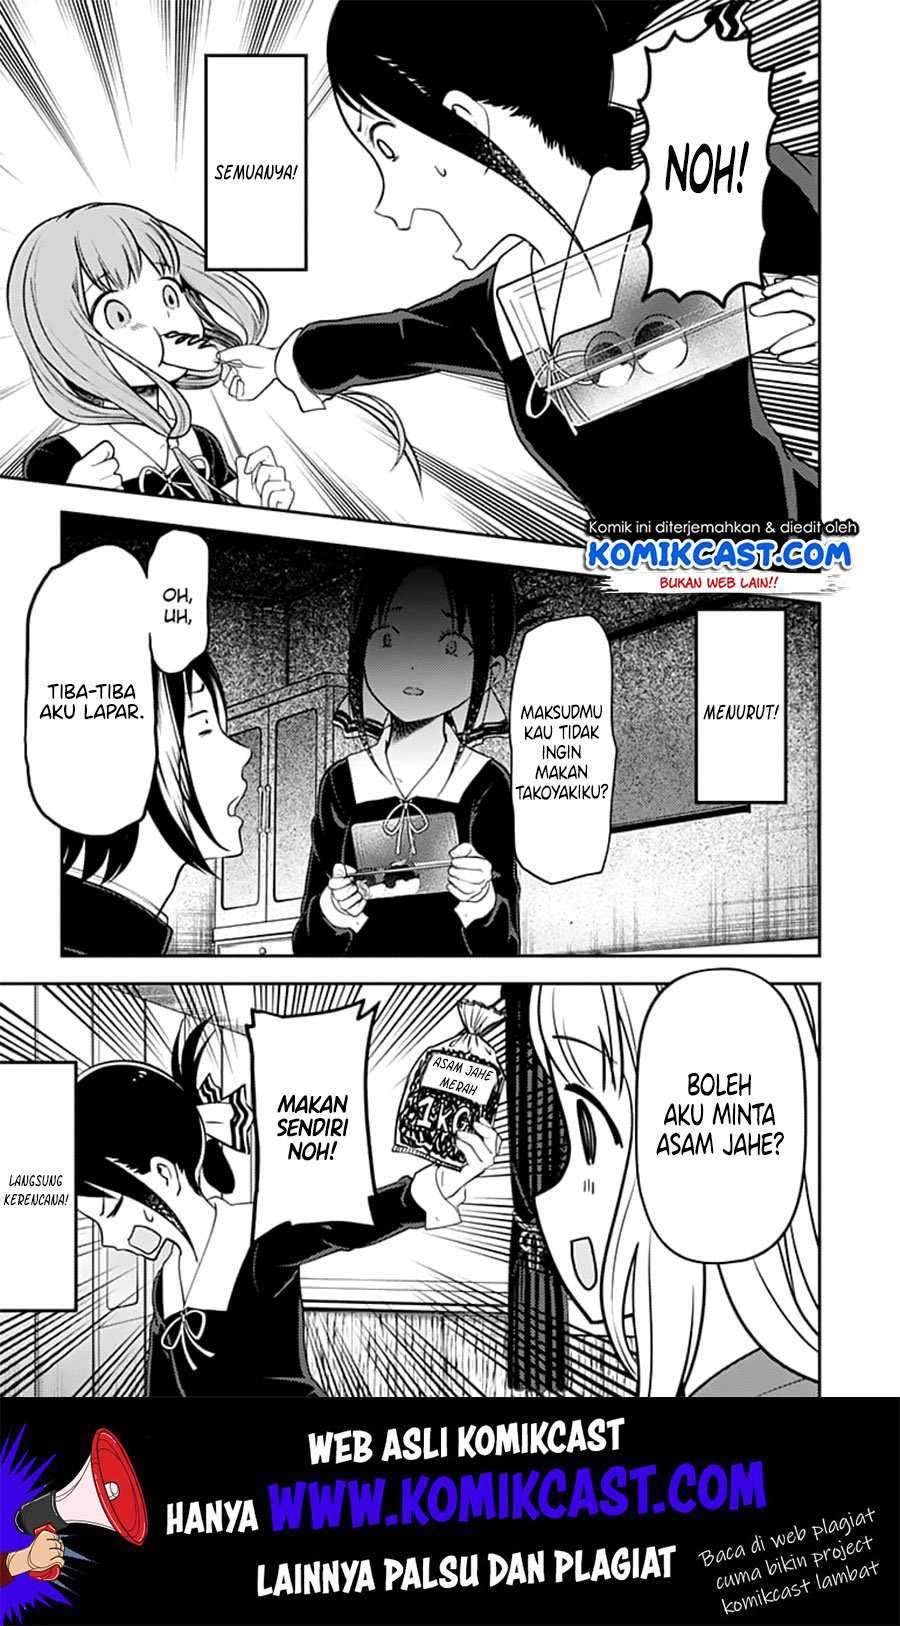 NOH!
SEMUANYA!
Komik ini diterjemahkan & diedit oleh
KOMIKCAST.COM
BUKAN WEB LAIN!!
MENURUT!
MAKSUDMU
KAU TIDAK
INGIN
MAKAN
TAKOYAKIKU?
OH,
UH,
TIBA-TIBA
AKU LAPAR.
BOLEH
AKU MINTA
ASAM JAHE?
ASAM JAHE
MERAH
1KG
MAKAN
SENDIRI
NOH!
LANGSUNG
KERENCANA!
WEB ASLI KOMIKCAST
HANYA WWW.KOMIKCAST.COM
LAINNYA PALSU DAN PLAGIAT
Baca di web plagiat
cuma bikin project
komikcast lambat